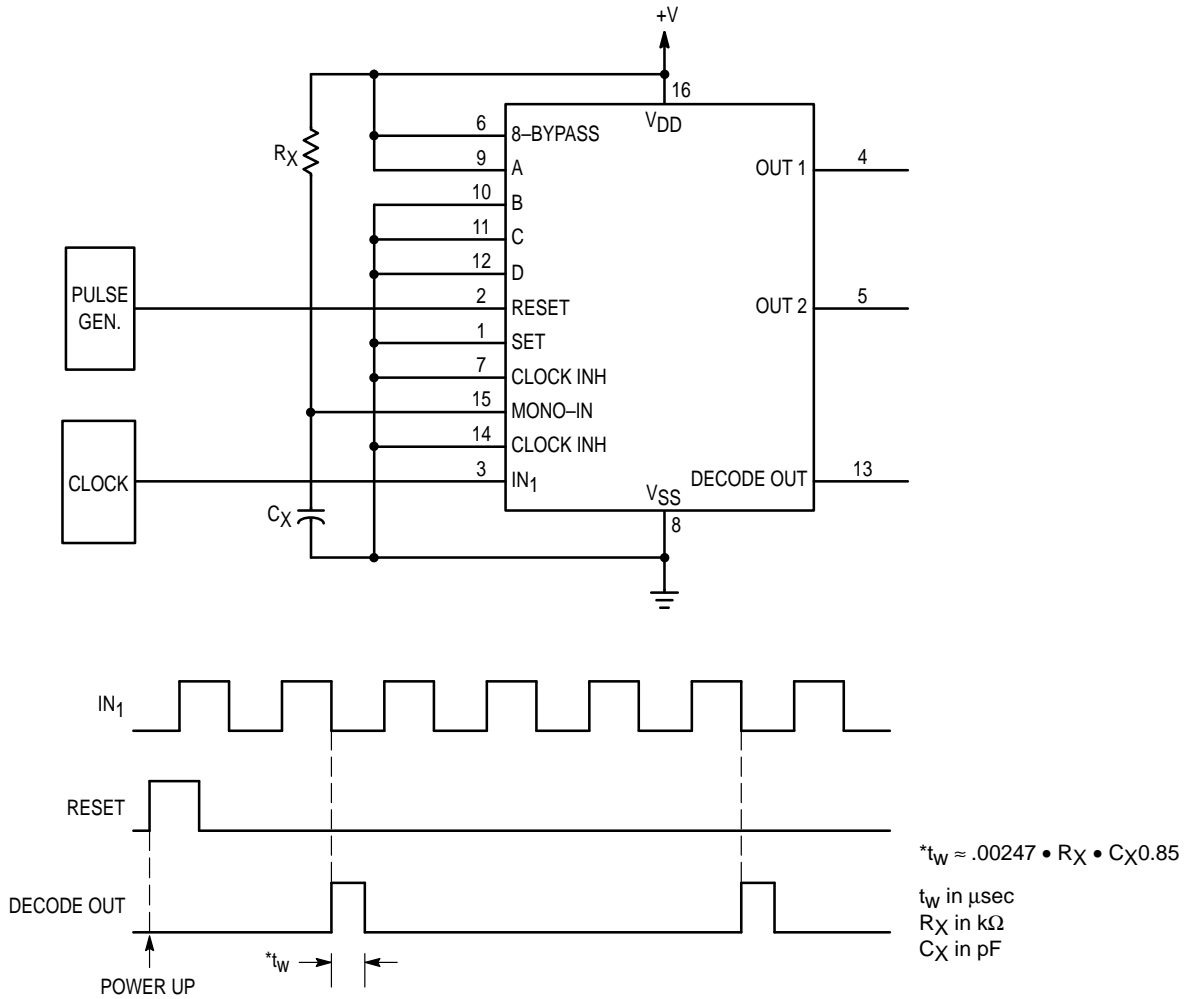 +V
16
VDD
6
8–BYPASS
RX
9
A
OUT 1
4
10
B
11
C
12
D
PULSE
GEN.
2
RESET
OUT 2
5
1
SET
7
CLOCK INH
15
MONO–IN
14
CLOCK INH
CLOCK
3
IN1
DECODE OUT
13
VSS
CX
8
IN1
RESET
*tw ≈ .00247 • RX • CX0.85
DECODE OUT
tw in μsec
RX in kΩ
CX in pF
*tw
POWER UP